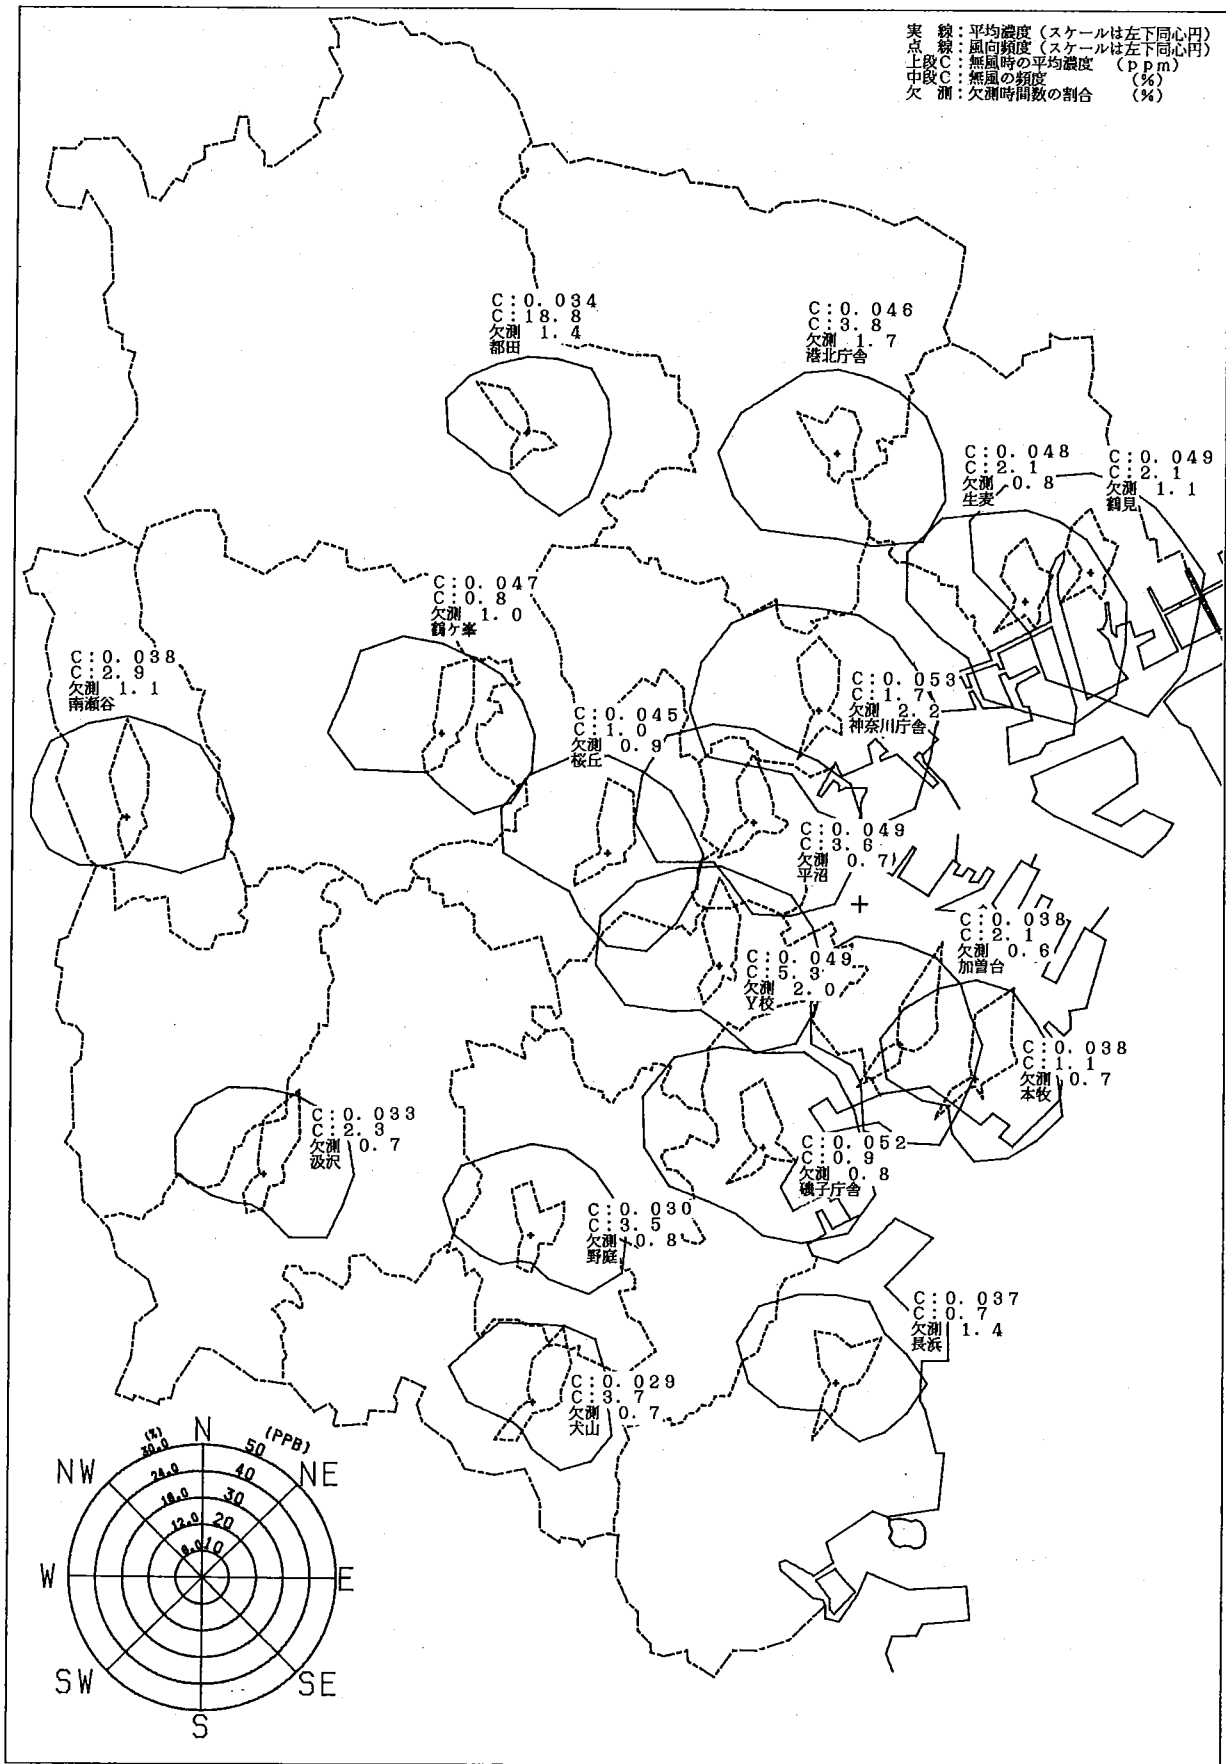 実　線：平均濃度（スケールは左下同心円）
点　線：風向頻度（スケールは左下同心円）
上段C：無風時の平均濃度　（ppm）
中段C：無風の頻度　　　　（%）
欠　測：欠測時間数の割合　　（%）
C：0.034
C：18.8
欠測 1.4
都田
C：0.046
C：3.8
欠測 1.7
港北庁舎
C：0.048
C：2.1
欠測 0.8
生麦
C：0.049
C：2.1
欠測 1.1
鶴見
C：0.047
C：0.8
欠測 1.0
鶴ケ峯
C：0.038
C：2.9
欠測 1.1
南瀬谷
C：0.053
C：1.7
欠測 2.2
神奈川庁舎
C：0.045
C：1.0
欠測 0.9
桜丘
C：0.049
C：3.6
欠測 0.7
平沼
C：0.038
C：2.1
欠測 0.6
加曽台
C：0.049
C：5.3
欠測 2.0
Y校
C：0.038
C：1.1
欠測 0.7
本牧
C：0.033
C：2.3
欠測 0.7
汲沢
C：0.052
C：0.9
欠測 0.8
磯子庁舎
C：0.030
C：3.5
欠測 0.8
野庭
C：0.037
C：0.7
欠測 1.4
長浜
C：0.029
C：3.7
欠測 0.7
犬山
N
(%)
30.0
50
(PPB)
NW
24.0
40
NE
18.0
30
12.0
20
6.0
10
W
E
SW
SE
S